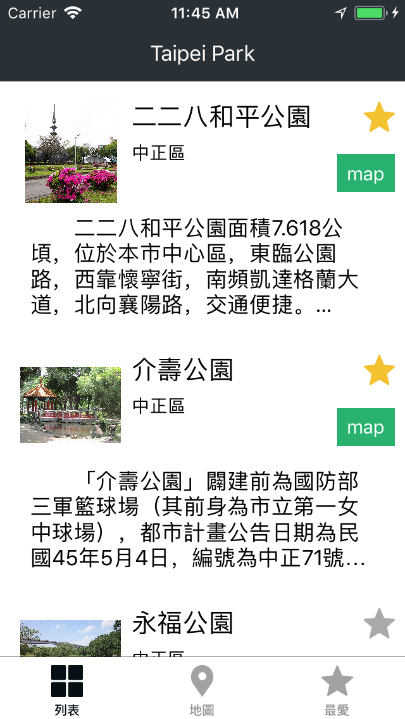 Carrier 11:45 AM
Taipei Park
二二八和平公園
中正區
map
二二八和平公園面積7.618公
頃，位於本市中心區，東臨公園
路，西靠懷寧街，南頻凱達格蘭大
道，北向襄陽路，交通便捷。...
介壽公園
中正區
map
「介壽公園」闢建前為國防部
三軍籃球場（其前身為市立第一女
中球場），都市計畫公告日期為民
國45年5月4日，編號為中正71號...
永福公園
中正區
列表 地圖 最愛